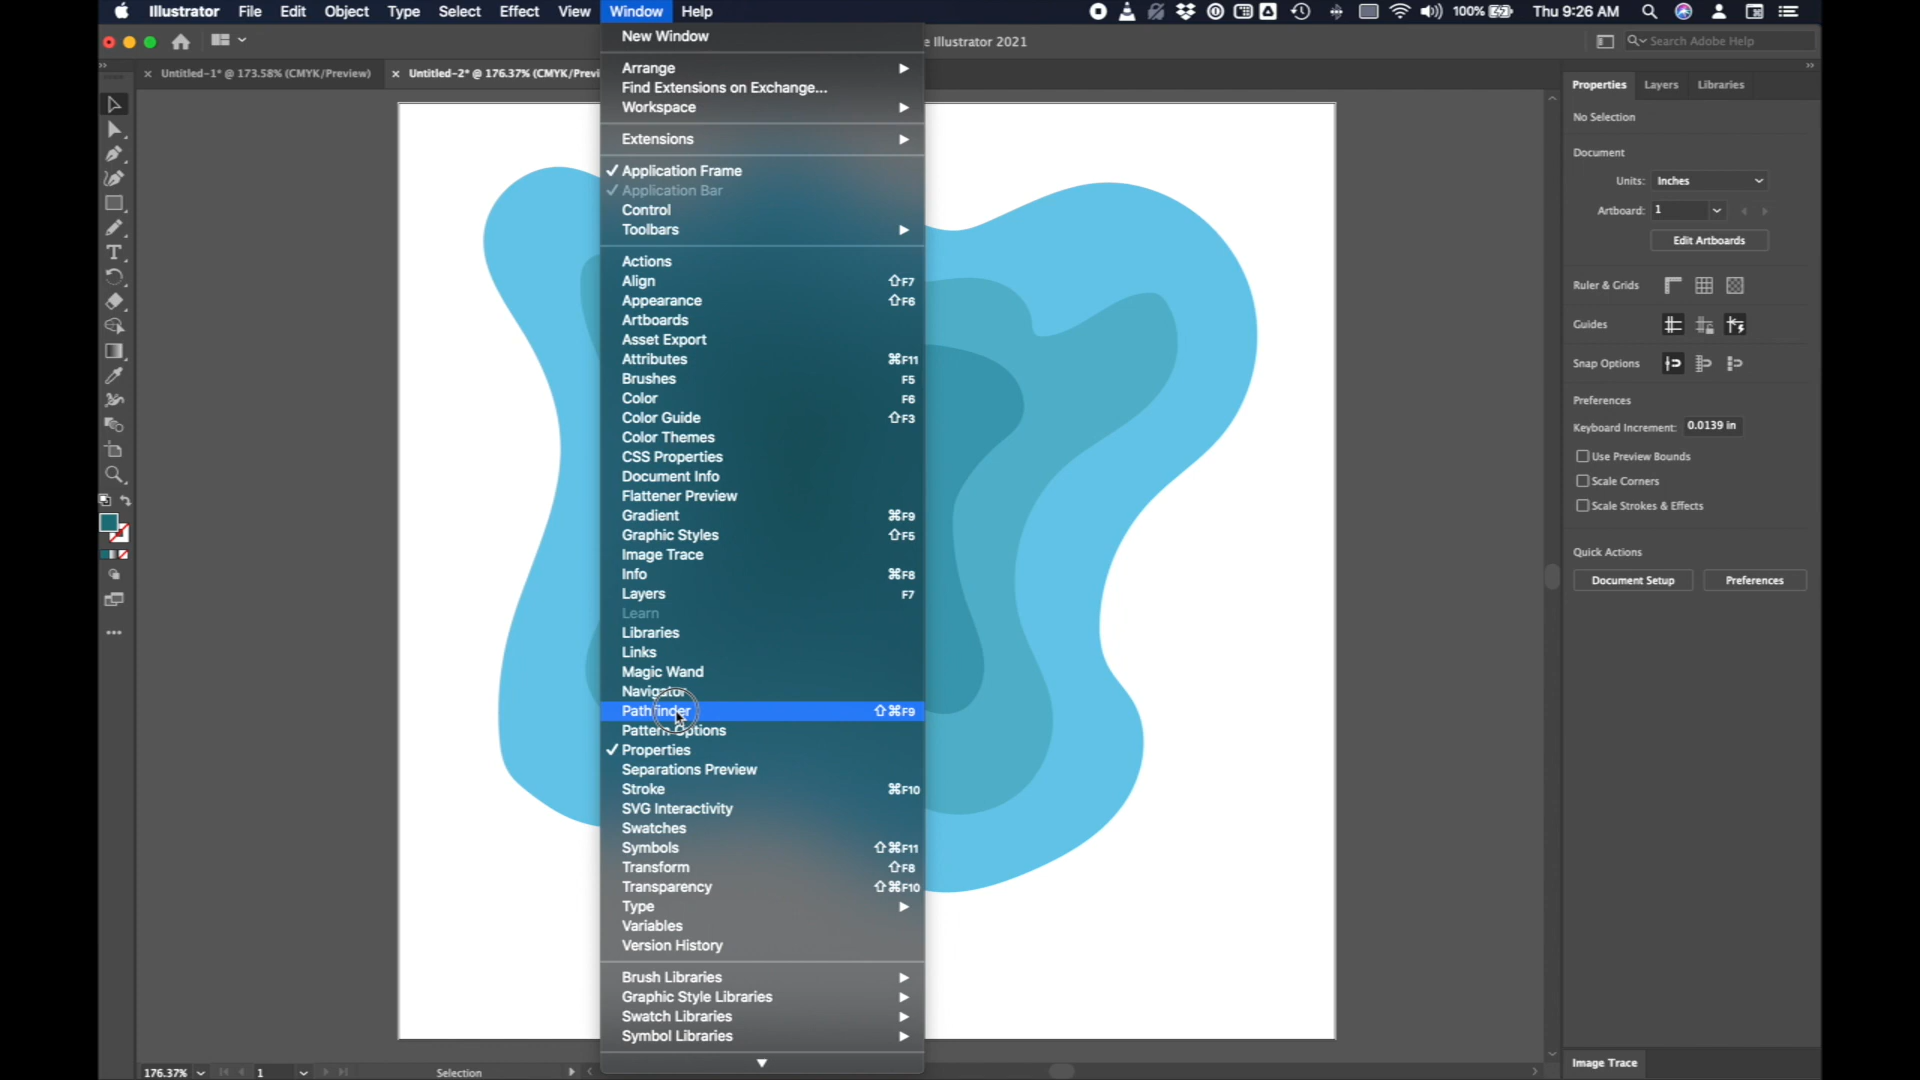 Illustrator File Edit Object Type Select Effect View Window Help 100% Thu 9:26 AM
e Illustrator 2021
Search Adobe Help
Untitled-1* @ 173.58% (CMYK/Preview)
Untitled-2* @ 176.37% (CMYK/Previ
New Window
Arrange
Find Extensions on Exchange...
Workspace
Extensions
✓ Application Frame
✓ Application Bar
Control
Toolbars
Actions
Align ⇧F7
Appearance ⇧F6
Artboards
Asset Export
Attributes ⌘F11
Brushes F5
Color F6
Color Guide ⇧F3
Color Themes
CSS Properties
Document Info
Flattener Preview
Gradient ⌘F9
Graphic Styles ⇧F5
Image Trace
Info ⌘F8
Layers F7
Learn
Libraries
Links
Magic Wand
Navigator
Pathfinder ⇧⌘F9
Pattern Options
✓ Properties
Separations Preview
Stroke ⌘F10
SVG Interactivity
Swatches
Symbols ⇧⌘F11
Transform ⇧F8
Transparency ⇧⌘F10
Type
Variables
Version History
Brush Libraries
Graphic Style Libraries
Swatch Libraries
Symbol Libraries
Properties Layers Libraries
No Selection
Document
Units: Inches
Artboard: 1
Edit Artboards
Ruler & Grids
Guides
Snap Options
Preferences
Keyboard Increment: 0.0139 in
Use Preview Bounds
Scale Corners
Scale Strokes & Effects
Quick Actions
Document Setup Preferences
Image Trace
176.37% 1 Selection